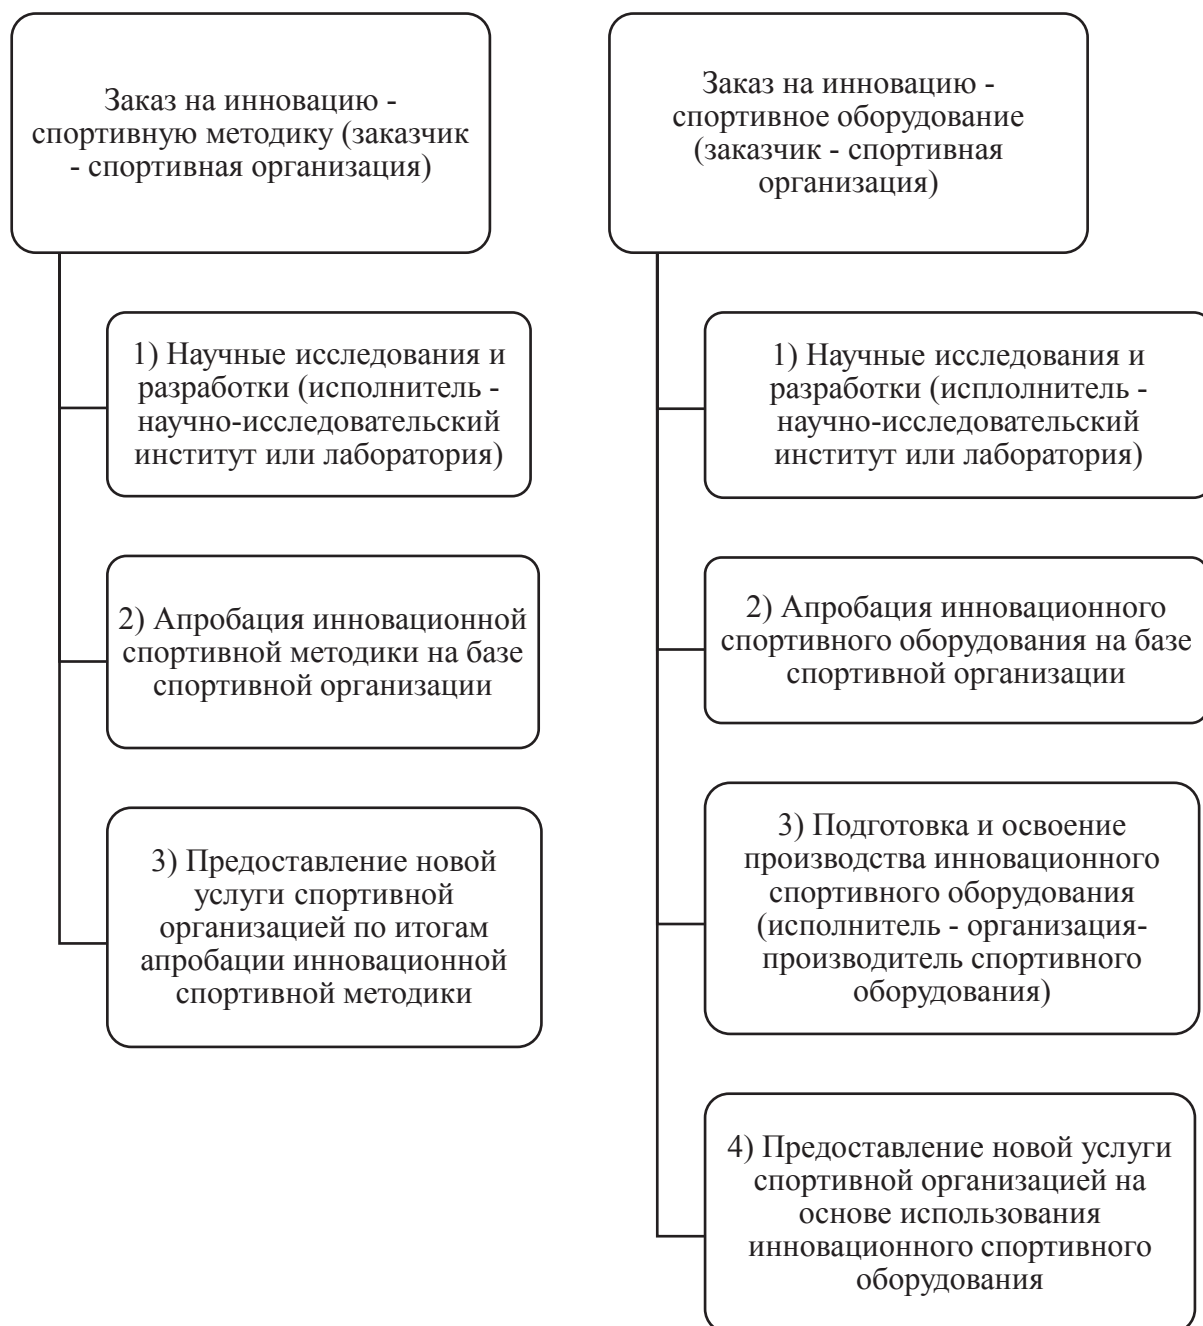 Заказ на инновацию -
спортивную методику (заказчик
- спортивная организация)
1) Научные исследования и
разработки (исполнитель -
научно-исследовательский
институт или лаборатория)
2) Апробация инновационной
спортивной методики на базе
спортивной организации
3) Предоставление новой
услуги спортивной
организацией по итогам
апробации инновационной
спортивной методики
Заказ на инновацию -
спортивное оборудование
(заказчик - спортивная
организация)
1) Научные исследования и
разработки (исплолнитель -
научно-исследовательский
институт или лаборатория)
2) Апробация инновационного
спортивного оборудования на базе
спортивной организации
3) Подготовка и освоение
производства инновационного
спортивного оборудования
(исполнитель - организация-
производитель спортивного
оборудования)
4) Предоставление новой услуги
спортивной организацией на
основе использования
инновационного спортивного
оборудования